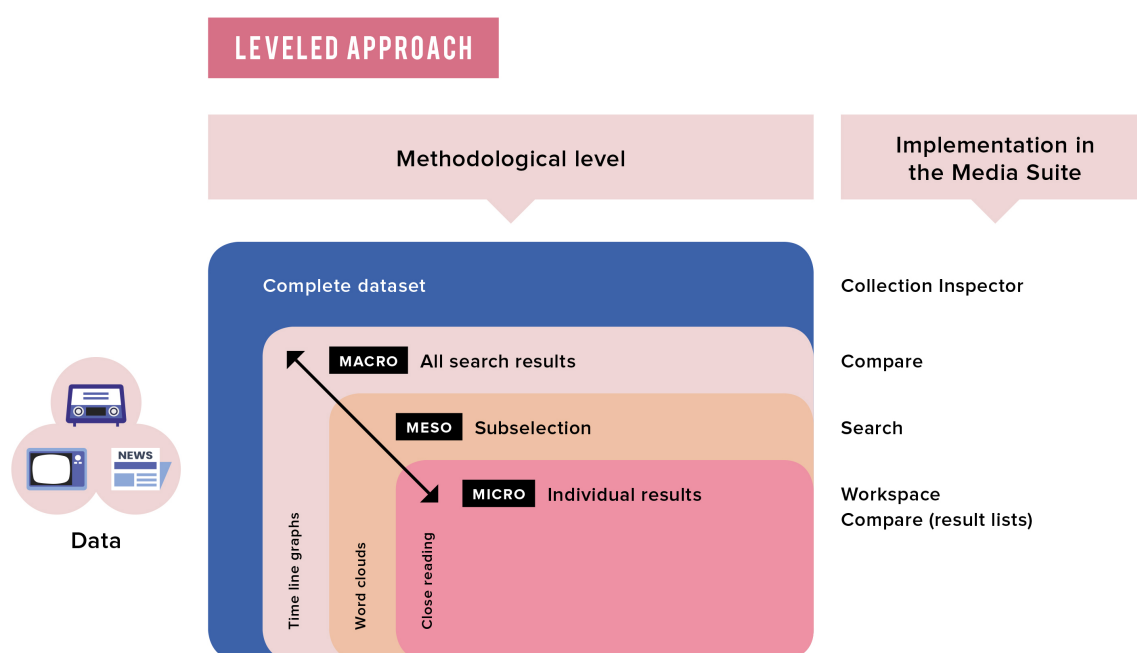 LEVELED APPROACH
Methodological level
Implementation in
the Media Suite
Complete dataset
Collection Inspector
MACRO All search results
Compare
MESO Subselection
Search
MICRO Individual results
Workspace
Compare (result lists)
NEWS
Data
Time line graphs
Word clouds
Close reading